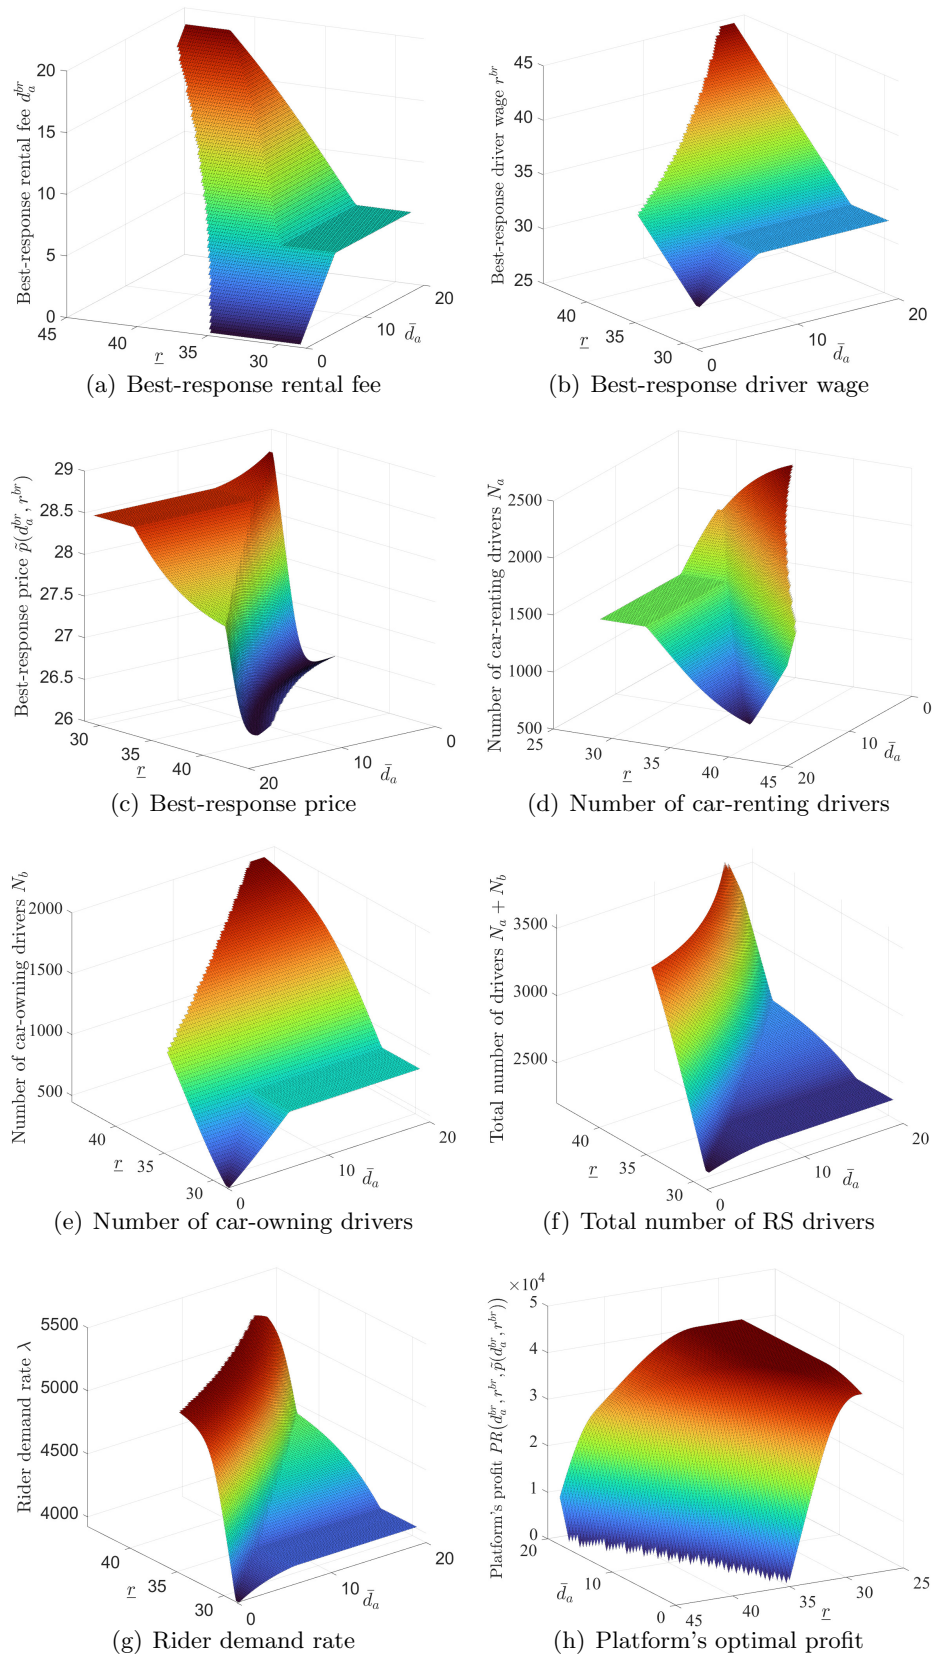 Best-response rental fee d_a^{br}
20
15
10
5
0
45
40
r
35
30
0
10
d̄_a
20
(a) Best-response rental fee
Best-response driver wage r^{br}
45
40
35
30
25
40
r
35
30
0
10
d̄_a
20
(b) Best-response driver wage
Best-response price p̃(d_a^{br}, r^{br})
29
28.5
28
27.5
27
26.5
26
30
35
r
40
20
10
d̄_a
0
(c) Best-response price
Number of car-renting drivers N_a
2500
2000
1500
1000
500
25
30
r
35
40
45
20
10
d̄_a
0
(d) Number of car-renting drivers
Number of car-owning drivers N_b
2000
1500
1000
500
40
r
35
30
0
10
d̄_a
20
(e) Number of car-owning drivers
Total number of drivers N_a + N_b
3500
3000
2500
40
r
35
30
0
10
d̄_a
20
(f) Total number of RS drivers
Rider demand rate λ
5500
5000
4500
4000
40
r
35
30
0
10
d̄_a
20
(g) Rider demand rate
Platform's profit PR(d_a^{br}, r^{br}, p̃(d_a^{br}, r^{br}))
×10^4
5
4
3
2
1
0
20
d̄_a
10
0
45
40
35
r
30
25
(h) Platform's optimal profit